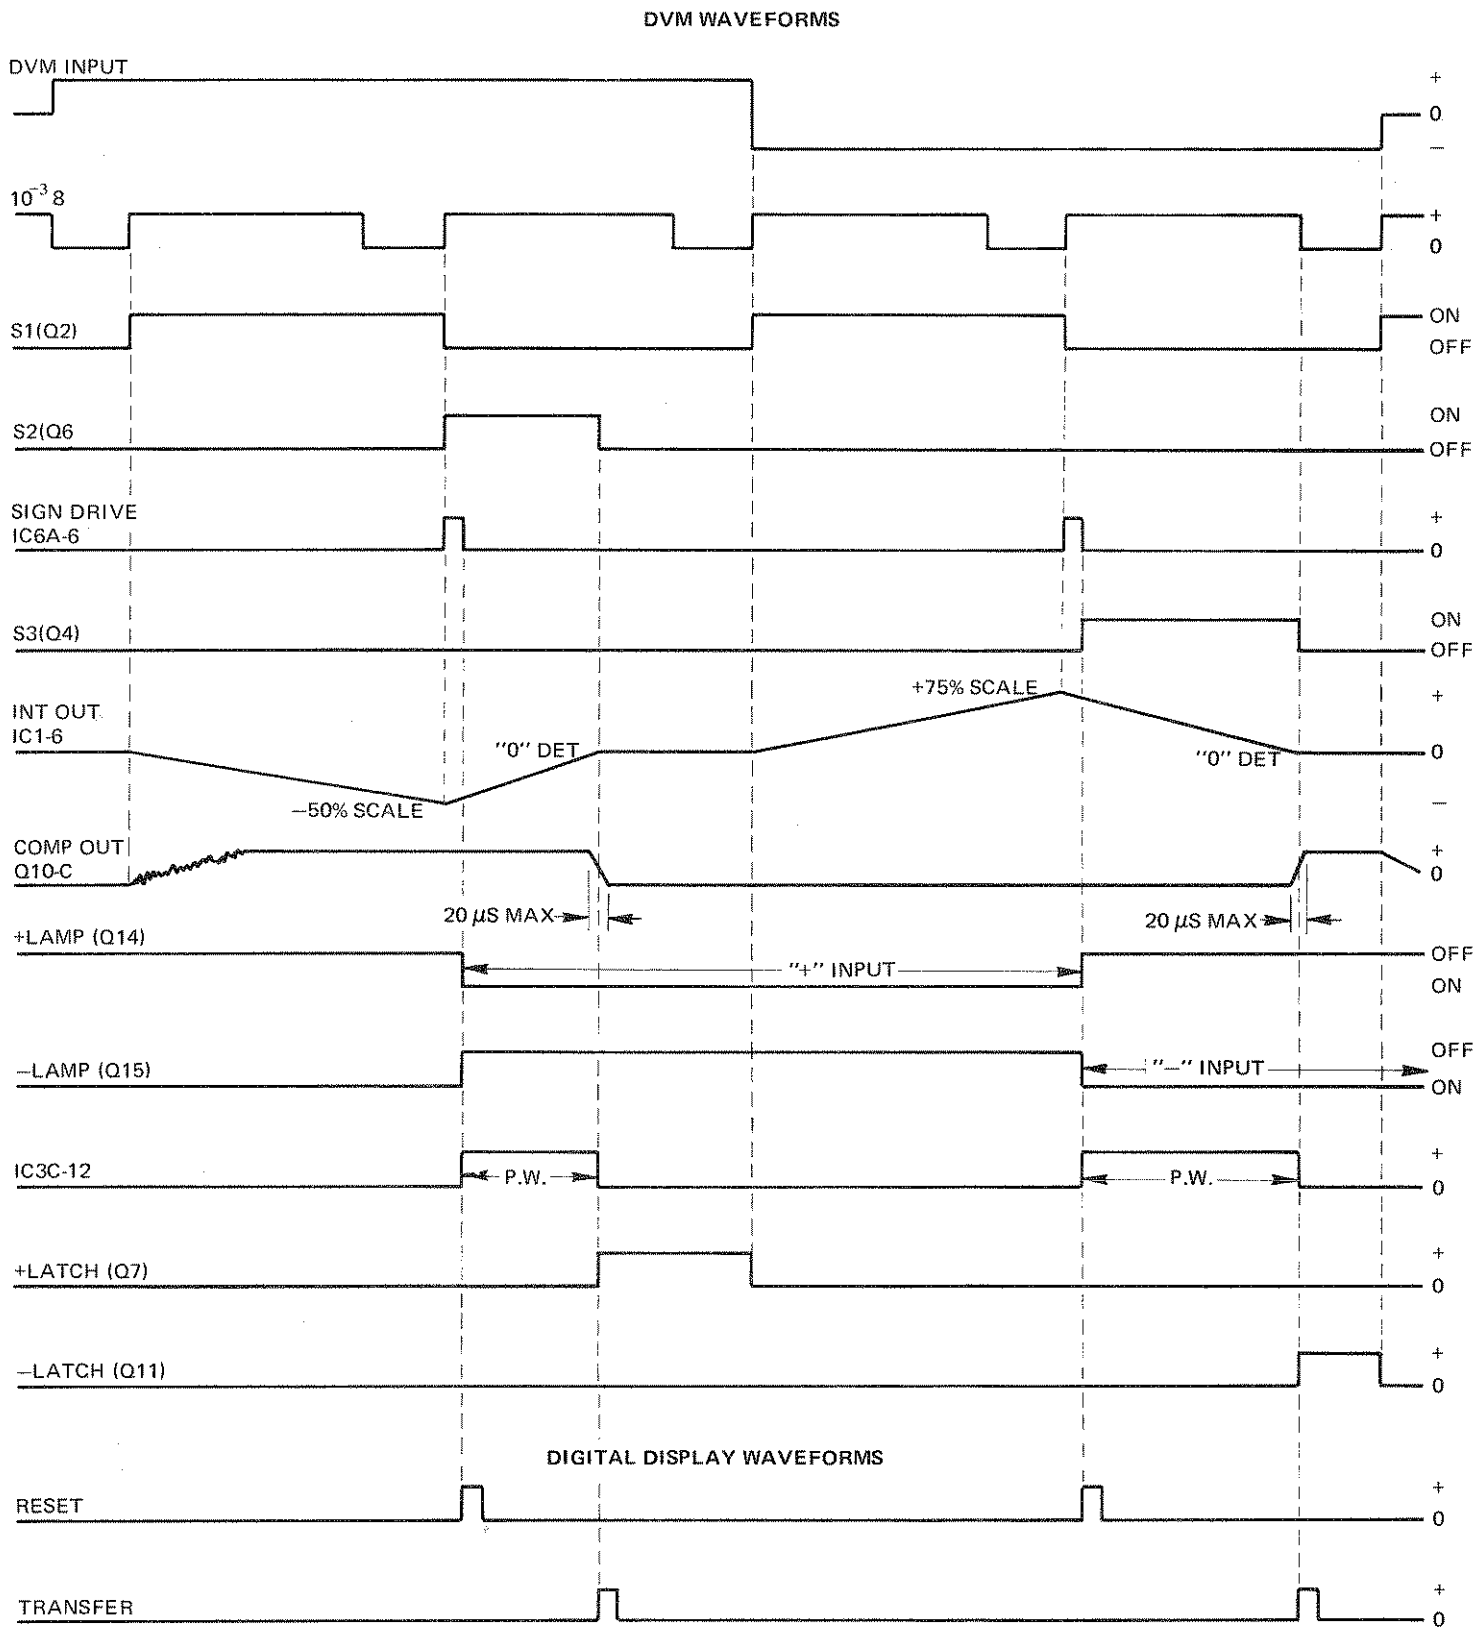 DVM WAVEFORMS
DVM INPUT
+
0
–
10⁻³ 8
+
0
S1(Q2)
ON
OFF
S2(Q6
ON
OFF
SIGN DRIVE
IC6A-6
+
0
S3(Q4)
ON
OFF
+75% SCALE
INT OUT
IC1-6
"0" DET
"0" DET
–50% SCALE
+
0
–
COMP OUT
Q10-C
+
0
20 µS MAX
20 µS MAX
+LAMP (Q14)
"+" INPUT
OFF
ON
–LAMP (Q15)
"–" INPUT
OFF
ON
IC3C-12
P.W.
P.W.
+
0
+LATCH (Q7)
+
0
–LATCH (Q11)
+
0
DIGITAL DISPLAY WAVEFORMS
RESET
+
0
TRANSFER
+
0